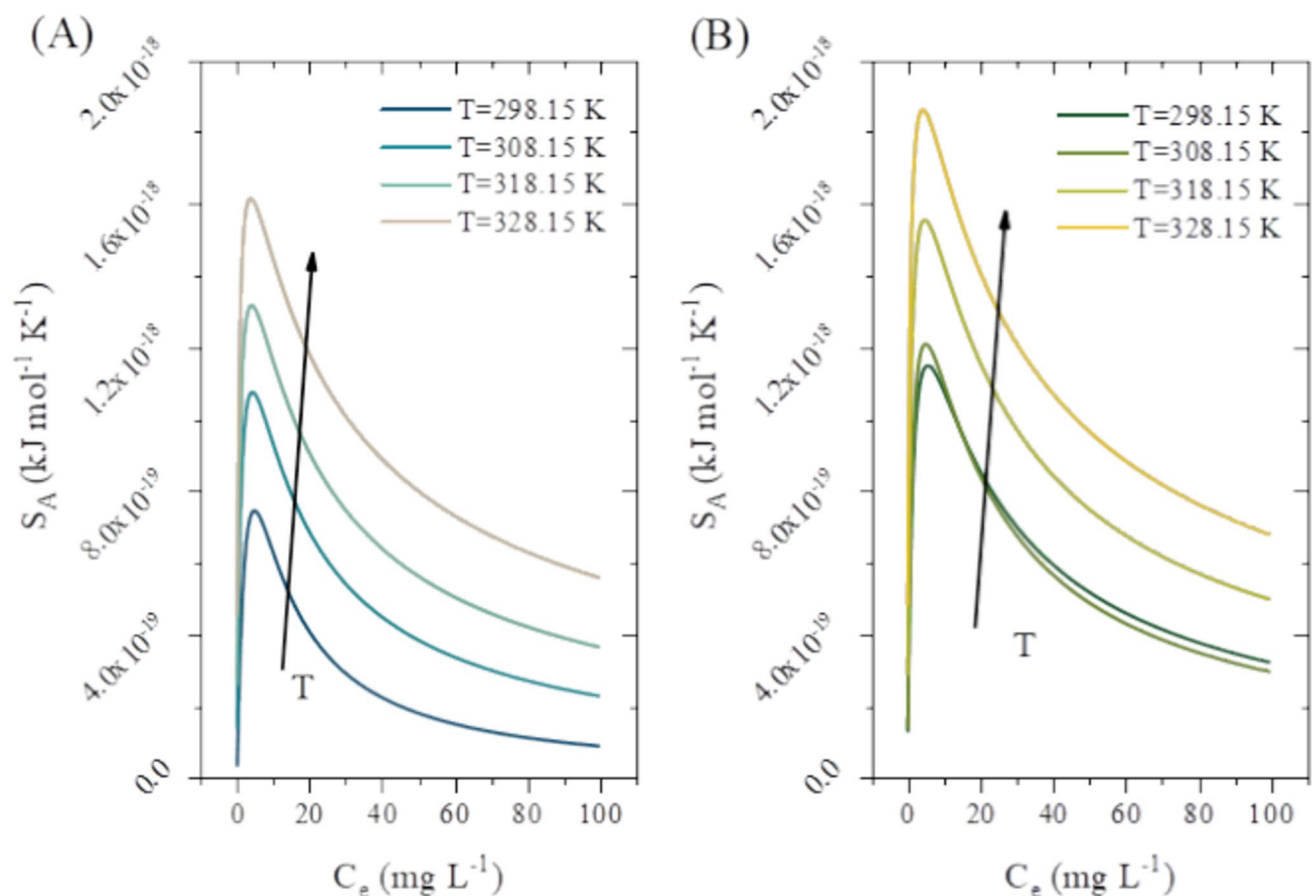 (A)
S_A (kJ mol⁻¹ K⁻¹)
2.0x10⁻¹⁸
1.6x10⁻¹⁸
1.2x10⁻¹⁸
8.0x10⁻¹⁹
4.0x10⁻¹⁹
0.0
T=298.15 K
T=308.15 K
T=318.15 K
T=328.15 K
T
0 20 40 60 80 100
Cₑ (mg L⁻¹)
(B)
S_A (kJ mol⁻¹ K⁻¹)
2.0x10⁻¹⁸
1.6x10⁻¹⁸
1.2x10⁻¹⁸
8.0x10⁻¹⁹
4.0x10⁻¹⁹
0.0
T=298.15 K
T=308.15 K
T=318.15 K
T=328.15 K
T
0 20 40 60 80 100
Cₑ (mg L⁻¹)